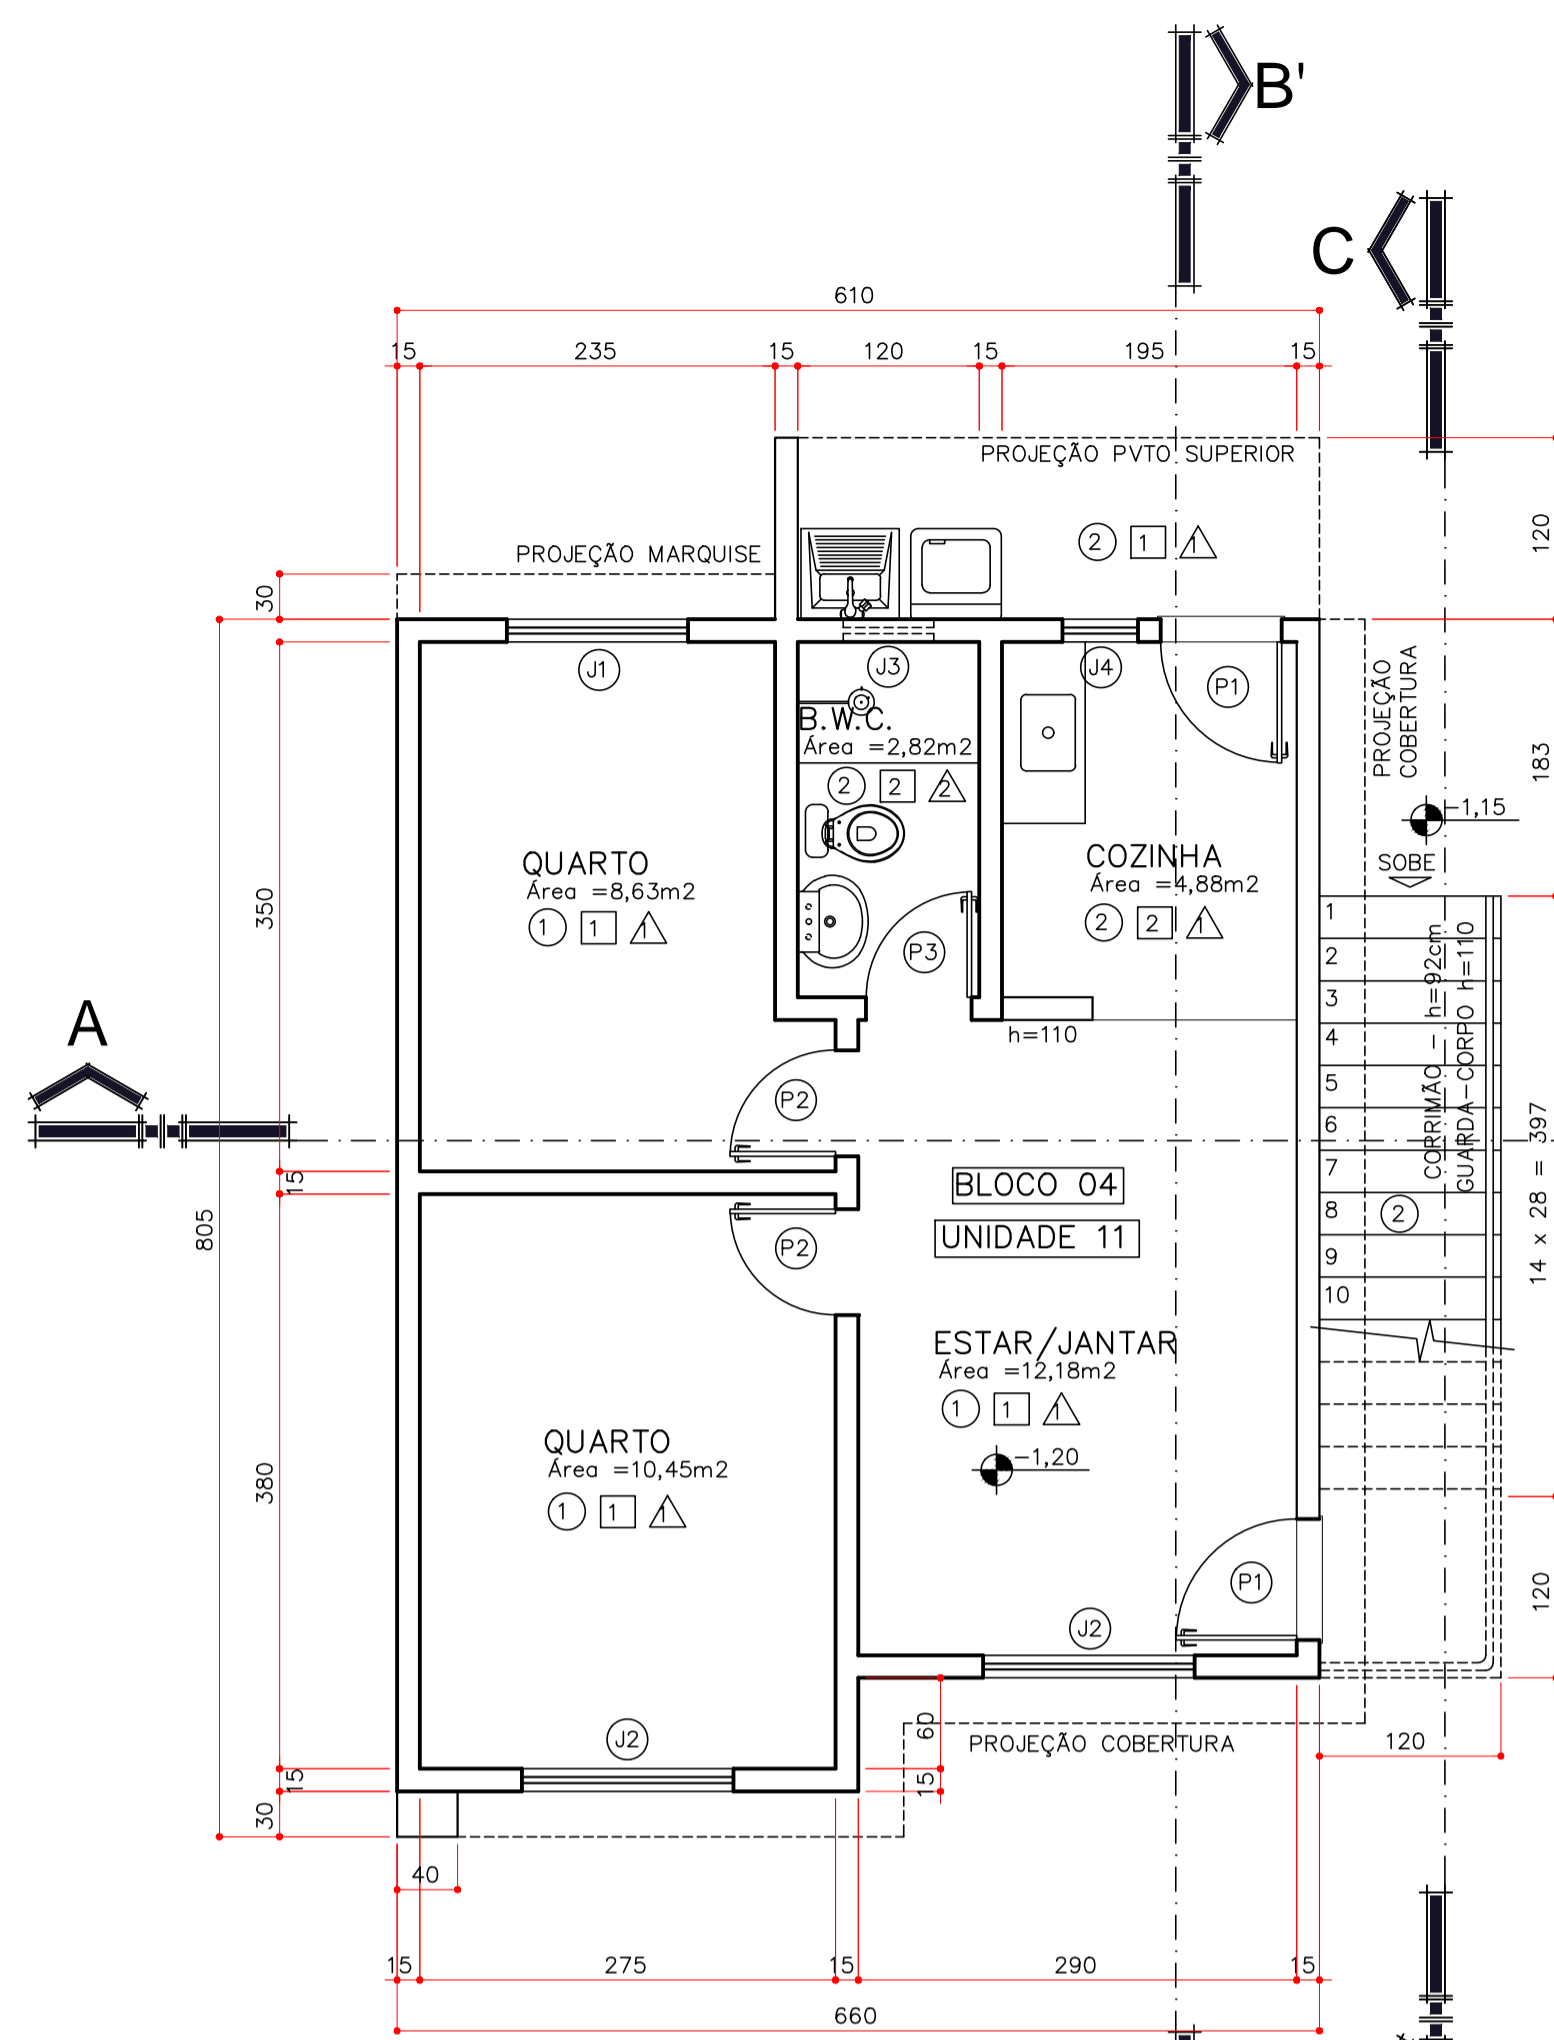 B'
C
610
15 235 15 120 15 195 15
PROJEÇÃO PVTO SUPERIOR
120
2 1 1
PROJEÇÃO MARQUISE
30
J1
J3
J4
P1
PROJEÇÃO
COBERTURA
183
B.W.C.
Área =2,82m2
2 2 2
-1,15
SOBE
QUARTO
Área =8,63m2
1 1 1
COZINHA
Área =4,88m2
2 2 1
350
P3
h=110
1
2
3
4
5
6
7
8
9
10
2
CORRIMÃO - h=92cm
GUARDA-CORPO h=110
14 x 28 = 397
A
P2
15
805
BLOCO 04
UNIDADE 11
P2
ESTAR/JANTAR
Área =12,18m2
1 1 1
-1,20
QUARTO
Área =10,45m2
1 1 1
380
P1
120
J2
J2
60
15
PROJEÇÃO COBERTURA
120
15
30
40
15 275 15 290 15
660